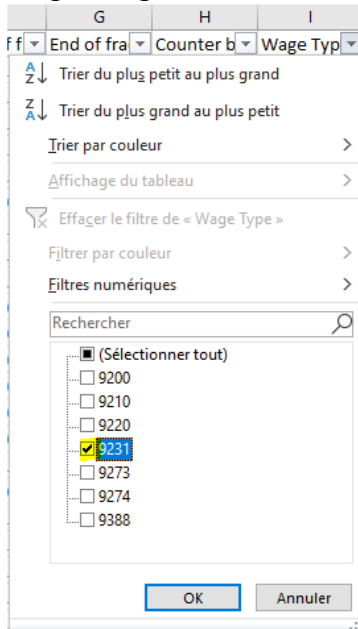 G H I
f f End of fra Counter b Wage Typ
Trier du plus petit au plus grand
Trier du plus grand au plus petit
Trier par couleur
Affichage du tableau
Effacer le filtre de « Wage Type »
Filtrer par couleur
Filtres numériques
Rechercher
(Sélectionner tout)
9200
9210
9220
9231
9273
9274
9388
OK Annuler